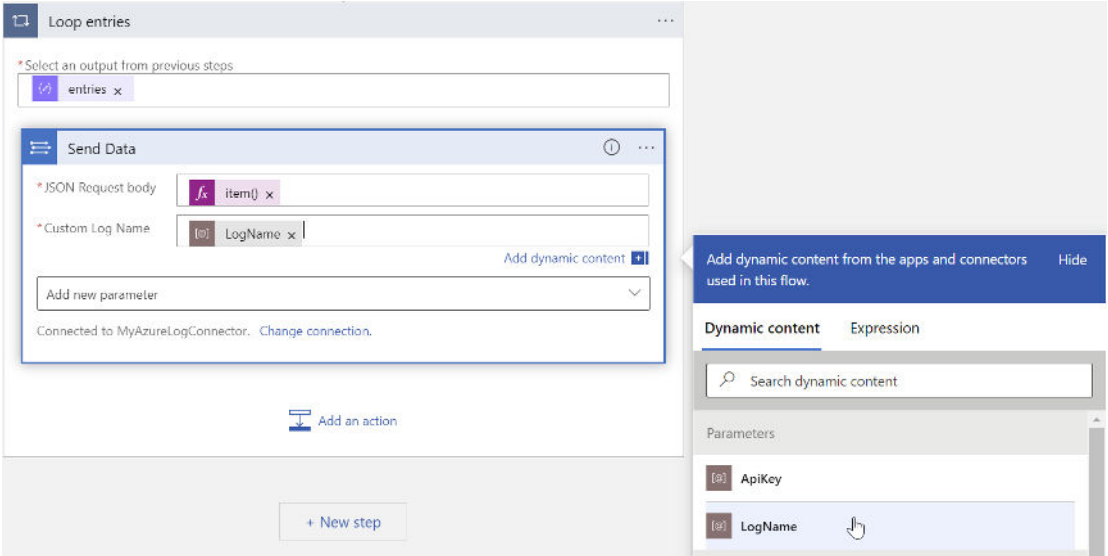 Loop entries
*Select an output from previous steps
entries x
Send Data
*JSON Request body
fx item() x
*Custom Log Name
[@] LogName x
Add dynamic content +
Add new parameter
Connected to MyAzureLogConnector. Change connection.
Add an action
+ New step
Add dynamic content from the apps and connectors
used in this flow.
Hide
Dynamic content
Expression
Search dynamic content
Parameters
[@] ApiKey
[@] LogName